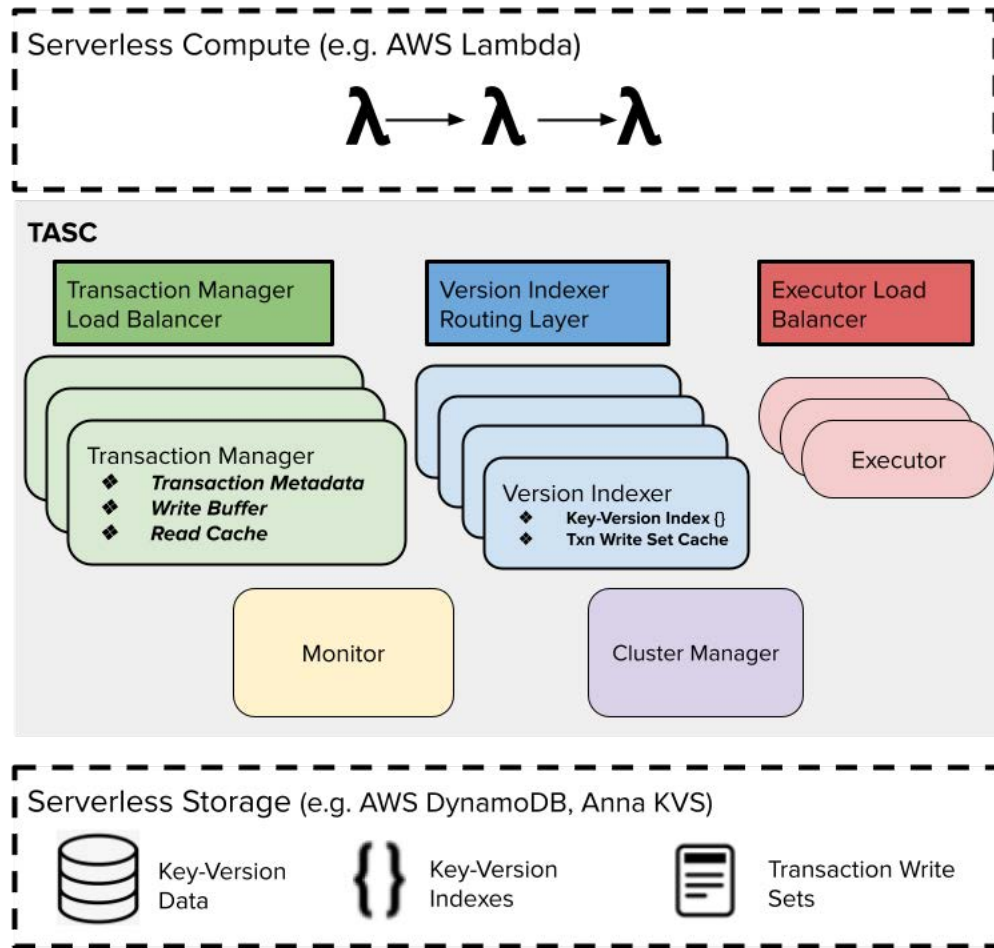 Serverless Compute (e.g. AWS Lambda)
λ λ λ
TASC
Transaction Manager
Load Balancer
Version Indexer
Routing Layer
Executor Load
Balancer
Transaction Manager
❖ Transaction Metadata
❖ Write Buffer
❖ Read Cache
Version Indexer
❖ Key-Version Index {}
❖ Txn Write Set Cache
Executor
Monitor
Cluster Manager
Serverless Storage (e.g. AWS DynamoDB, Anna KVS)
Key-Version
Data
{ }
Key-Version
Indexes
Transaction Write
Sets